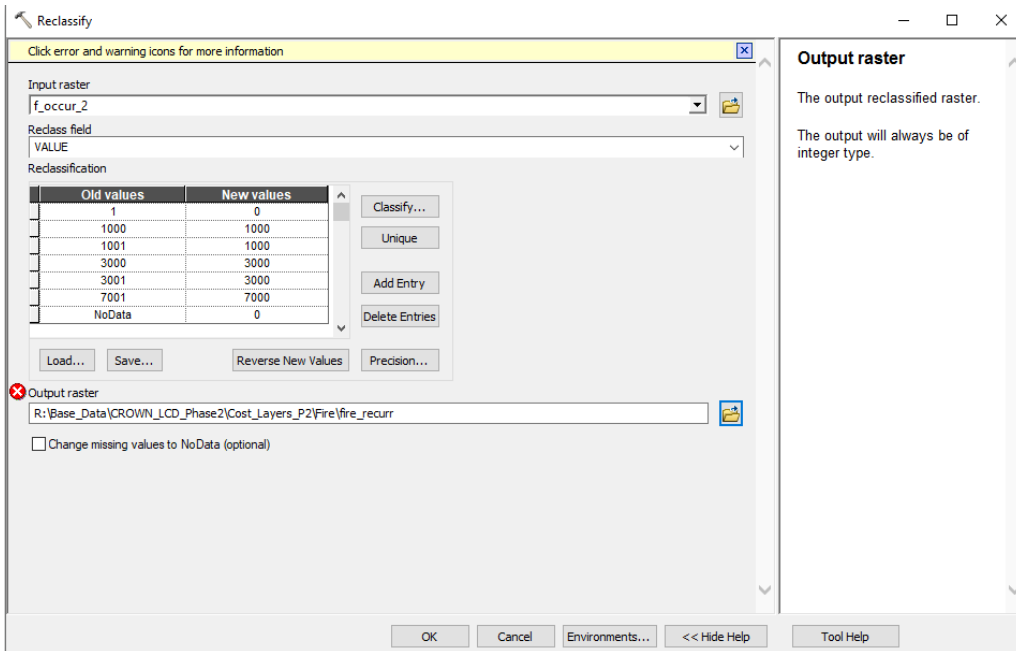 Reclassify
Click error and warning icons for more information
Input raster
f_occur_2
Reclass field
VALUE
Reclassification
Old values New values
1 0
1000 1000
1001 1000
3000 3000
3001 3000
7001 7000
NoData 0
Classify...
Unique
Add Entry
Delete Entries
Load... Save... Reverse New Values Precision...
Output raster
R:\Base_Data\CROWN_LCD_Phase2\Cost_Layers_P2\Fire\fire_recurr
Change missing values to NoData (optional)
OK Cancel Environments... << Hide Help Tool Help
Output raster
The output reclassified raster.
The output will always be of
integer type.